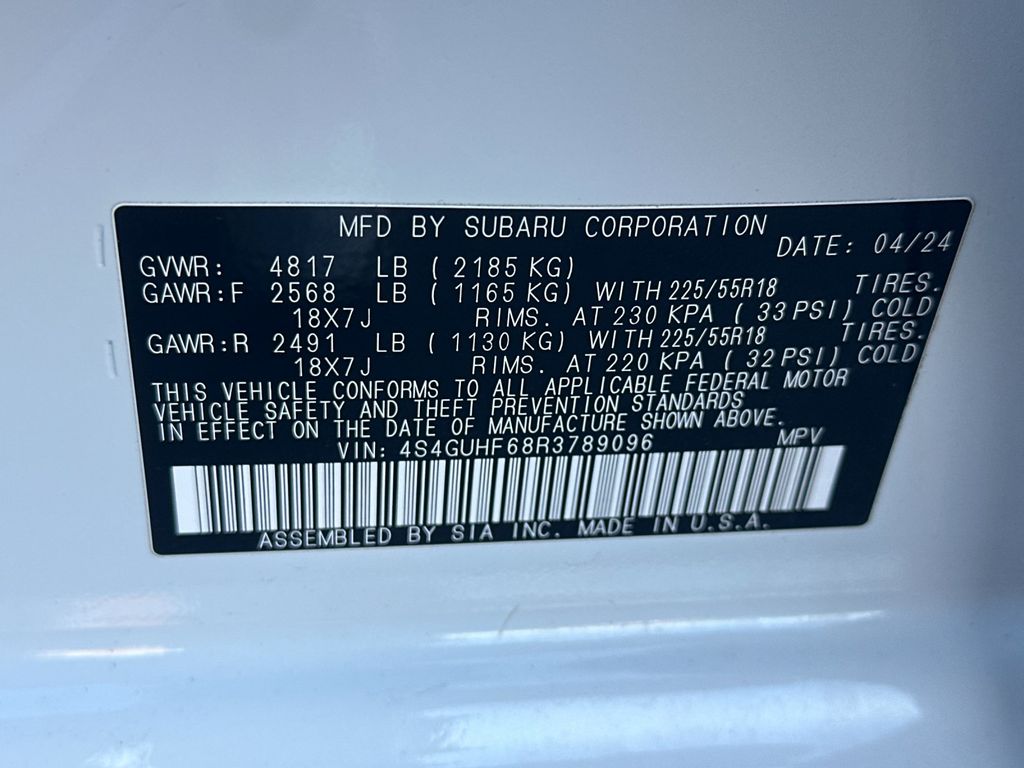 MFD BY SUBARU CORPORATION DATE: 04/24
GVWR: 4817 LB ( 2185 KG)
GAWR:F 2568 LB ( 1165 KG) WITH 225/55R18 TIRES.
18X7J RIMS. AT 230 KPA ( 33 PSI) COLD
GAWR:R 2491 LB ( 1130 KG) WITH 225/55R18 TIRES.
18X7J RIMS. AT 220 KPA ( 32 PSI) COLD
THIS VEHICLE CONFORMS TO ALL APPLICABLE FEDERAL MOTOR
VEHICLE SAFETY AND THEFT PREVENTION STANDARDS
IN EFFECT ON THE DATE OF MANUFACTURE SHOWN ABOVE.
VIN: 4S4GUHF68R3789096 MPV
ASSEMBLED BY SIA INC. MADE IN U.S.A.